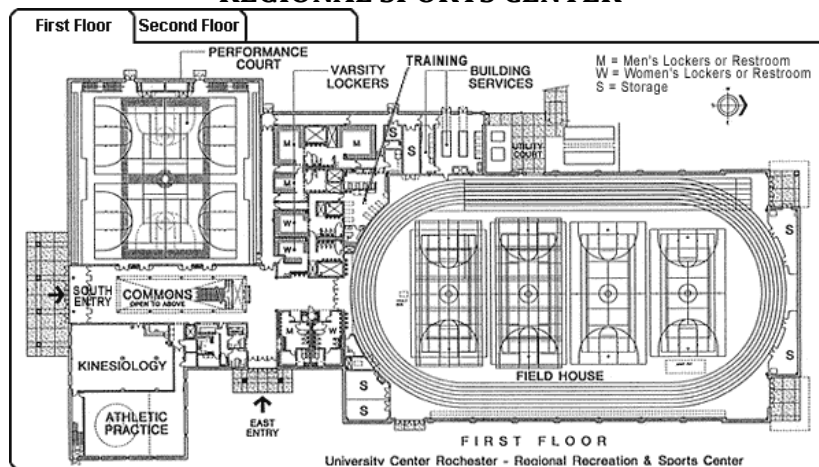 REGIONAL SPORTS CENTER
First Floor
Second Floor
PERFORMANCE
COURT
VARSITY
LOCKERS
TRAINING
BUILDING
SERVICES
M = Men's Lockers or Restroom
W = Women's Lockers or Restroom
S = Storage
M
M
M
W
W
S
S
UTILITY
COURT
S
SOUTH
ENTRY
COMMONS
OPEN TO ABOVE
M
W
KINESIOLOGY
ATHLETIC
PRACTICE
EAST
ENTRY
S
S
S
FIELD HOUSE
FIRST FLOOR
University Center Rochester - Regional Recreation & Sports Center